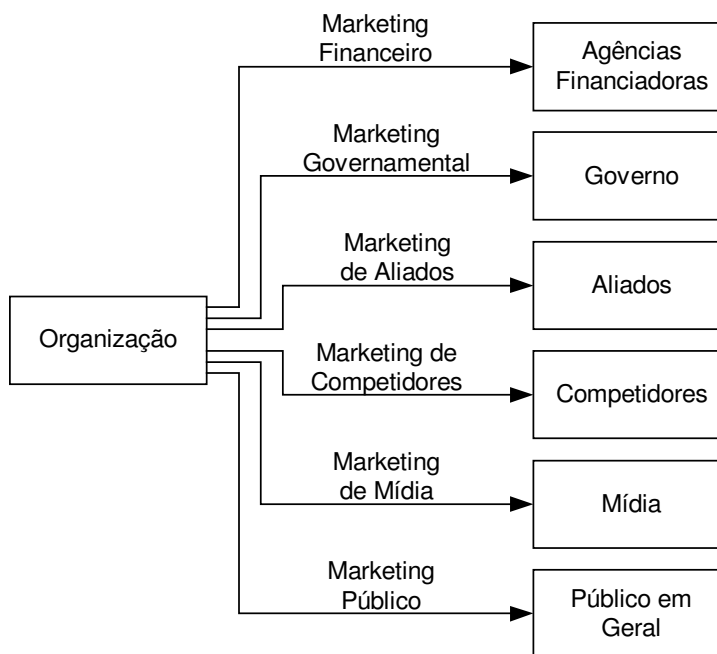 Marketing
Financeiro
Agências
Financiadoras
Marketing
Governamental
Governo
Marketing
de Aliados
Aliados
Organização
Marketing de
Competidores
Competidores
Marketing
de Mídia
Mídia
Marketing
Público
Público em
Geral